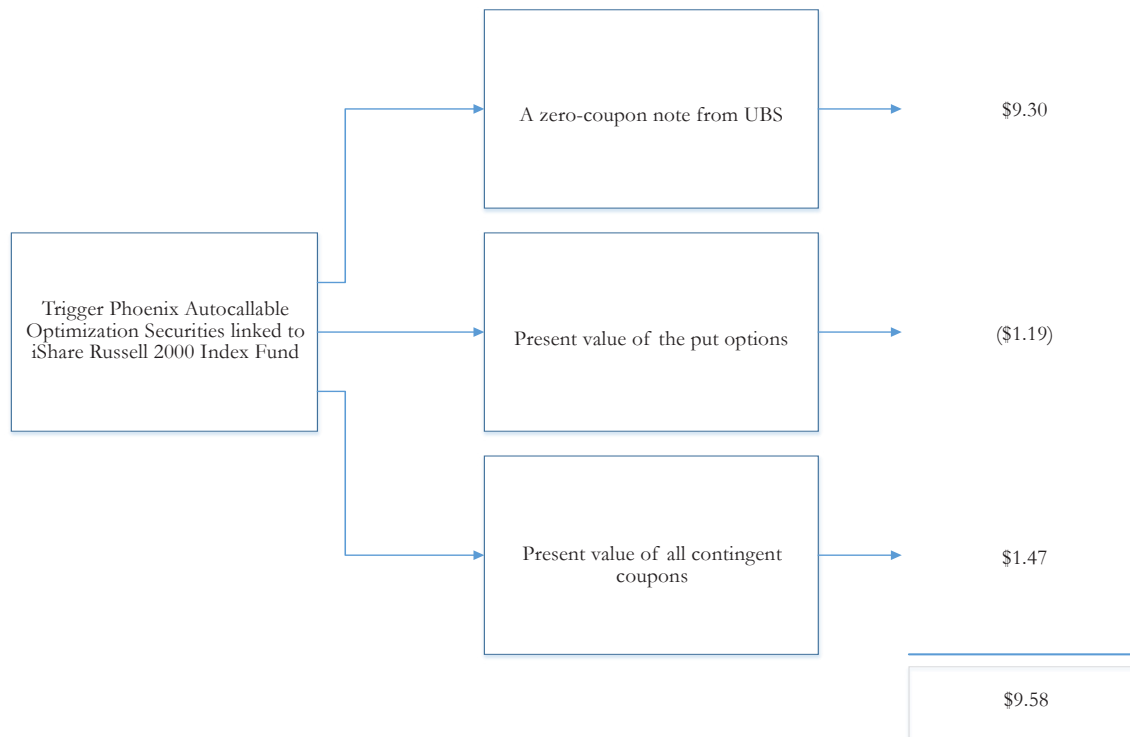 A zero-coupon note from UBS
$9.30
Trigger Phoenix Autocallable
Optimization Securities linked to
iShare Russell 2000 Index Fund
Present value of the put options
($1.19)
Present value of all contingent
coupons
$1.47
$9.58